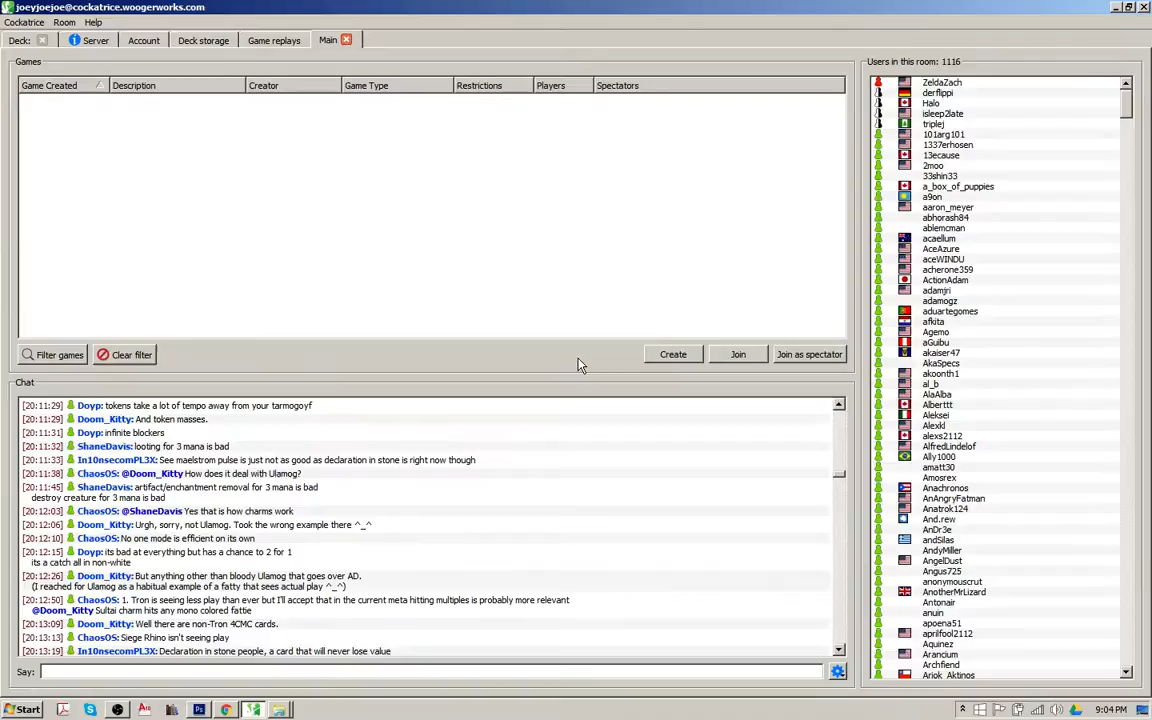 joeyjoejoe@cockatrice.woogerworks.com
Cockatrice Room Help
Deck: Server Account Deck storage Game replays Main
Games
Game Created Description Creator Game Type Restrictions Players Spectators
Filter games Clear filter Create Join Join as spectator
Chat
[20:11:29] Doyp: tokens take a lot of tempo away from your tarmogoyf
[20:11:29] Doom_Kitty: And token masses.
[20:11:31] Doyp: infinite blockers
[20:11:32] ShaneDavis: looting for 3 mana is bad
[20:11:33] In10nsecomPL3X: See maelstrom pulse is just not as good as declaration in stone is right now though
[20:11:38] ChaosOS: @Doom_Kitty How does it deal with Ulamog?
[20:11:45] ShaneDavis: artifact/enchantment removal for 3 mana is bad
destroy creature for 3 mana is bad
[20:12:03] ChaosOS: @ShaneDavis Yes that is how charms work
[20:12:06] Doom_Kitty: Urgh, sorry, not Ulamog. Took the wrong example there ^_^
[20:12:10] ChaosOS: No one mode is efficient on its own
[20:12:15] Doyp: its bad at everything but has a chance to 2 for 1
its a catch all in non-white
[20:12:26] Doom_Kitty: But anything other than bloody Ulamog that goes over AD.
(I reached for Ulamog as a habitual example of a fatty that sees actual play ^_^)
[20:12:50] ChaosOS: 1. Tron is seeing less play than ever but I'll accept that in the current meta hitting multiples is probably more relevant
@Doom_Kitty Sultai charm hits any mono colored fattie
[20:13:09] Doom_Kitty: Well there are non-Tron 4CMC cards.
[20:13:13] ChaosOS: Siege Rhino isn't seeing play
[20:13:19] In10nsecomPL3X: Declaration in stone people, a card that will never lose value
Say:
Users in this room: 1116
ZeldaZach
derflippi
Halo
isleep2late
triplej
101arg101
1337erhosen
13ecause
2moo
33shin33
a_box_of_puppies
a9on
aaron_meyer
abhorash84
ablemcman
acaellum
AceAzure
aceWINDU
acherone359
ActionAdam
adamjri
adamogz
aduartegomes
afkita
Agemo
aGuibu
akaiser47
AkaSpecs
akoonth1
al_b
AlaAlba
Alberttt
Aleksei
Alexkl
alexs2112
AlfredLindelof
Ally1000
amatt30
Amosrex
Anachronos
AnAngryFatman
Anatrok124
And.rew
AnDr3e
andSilas
AndyMiller
AngelDust
Angus725
anonymouscrut
AnotherMrLizard
Antonair
anuin
apoena51
aprilfool2112
Aquinez
Arancium
Archfiend
Ariok_Aktinos
Start
9:04 PM